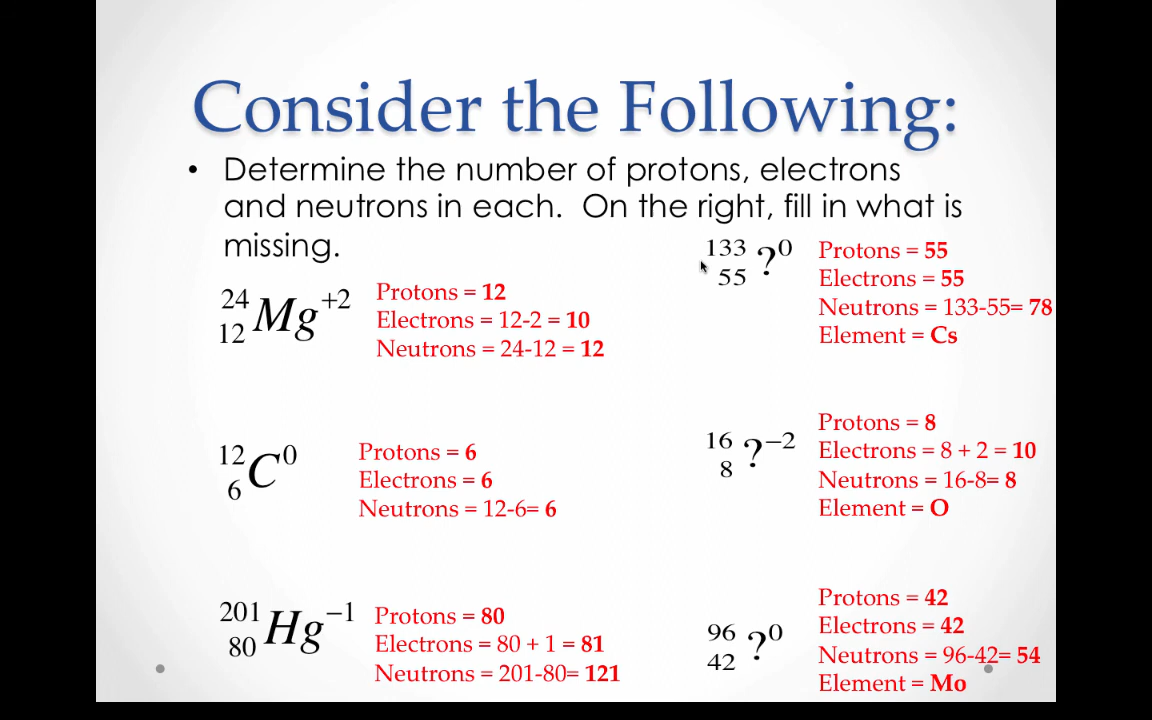 Consider the Following:
• Determine the number of protons, electrons
and neutrons in each. On the right, fill in what is
missing.
24
12 Mg +2
Protons = 12
Electrons = 12-2 = 10
Neutrons = 24-12 = 12
12
6 C 0
Protons = 6
Electrons = 6
Neutrons = 12-6= 6
201
80 Hg −1
Protons = 80
Electrons = 80 + 1 = 81
Neutrons = 201-80= 121
133
55 ? 0
Protons = 55
Electrons = 55
Neutrons = 133-55= 78
Element = Cs
16
8 ? −2
Protons = 8
Electrons = 8 + 2 = 10
Neutrons = 16-8= 8
Element = O
96
42 ? 0
Protons = 42
Electrons = 42
Neutrons = 96-42= 54
Element = Mo